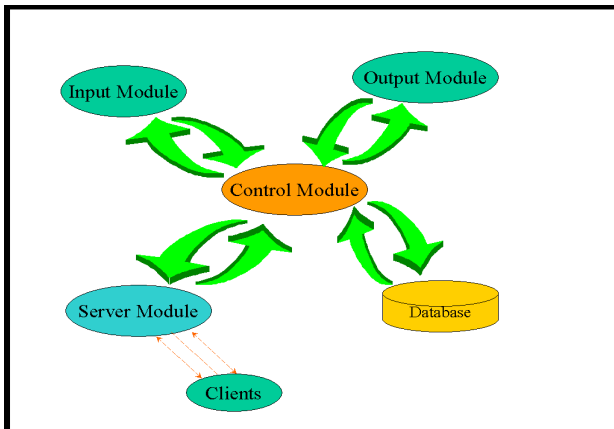 Input Module
Output Module
Control Module
Server Module
Database
Clients